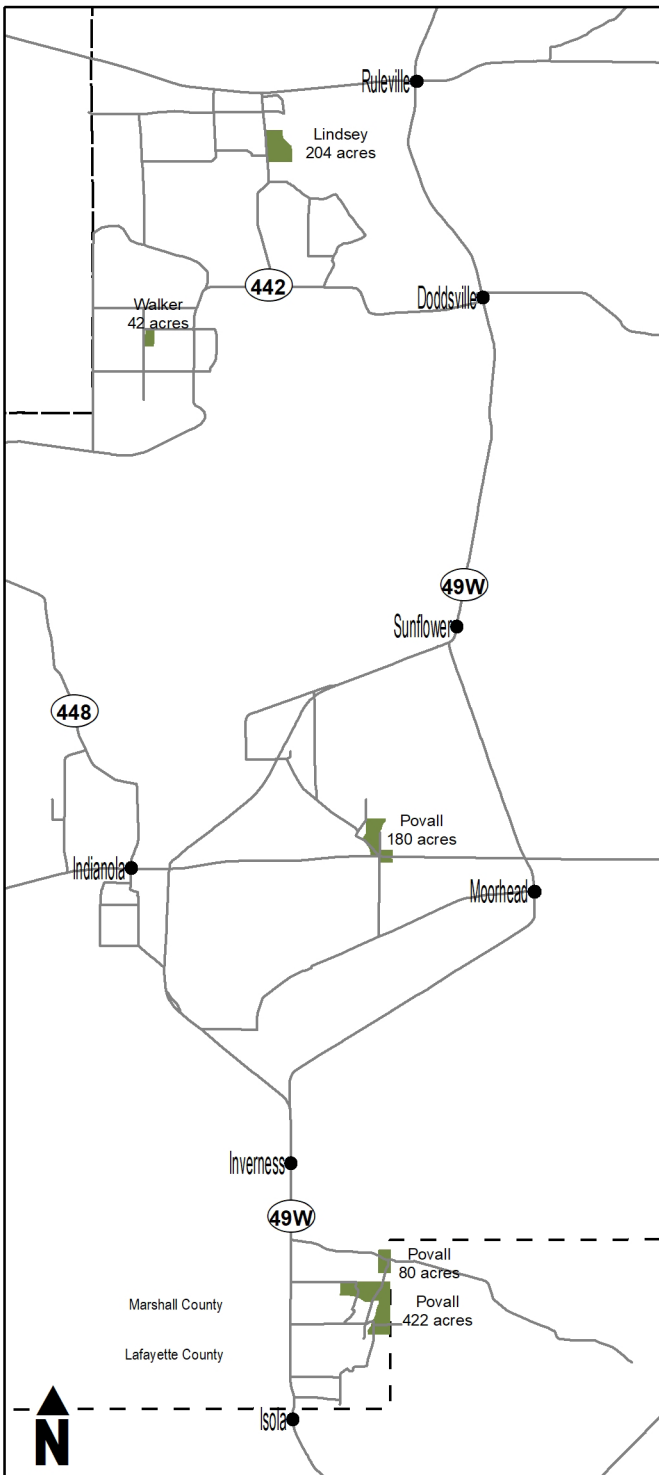 Ruleville
Lindsey
204 acres
442
Walker
42 acres
Doddsville
49W
Sunflower
448
Povall
180 acres
Indianola
Moorhead
Inverness
49W
Povall
80 acres
Marshall County
Povall
422 acres
Lafayette County
Isola
N